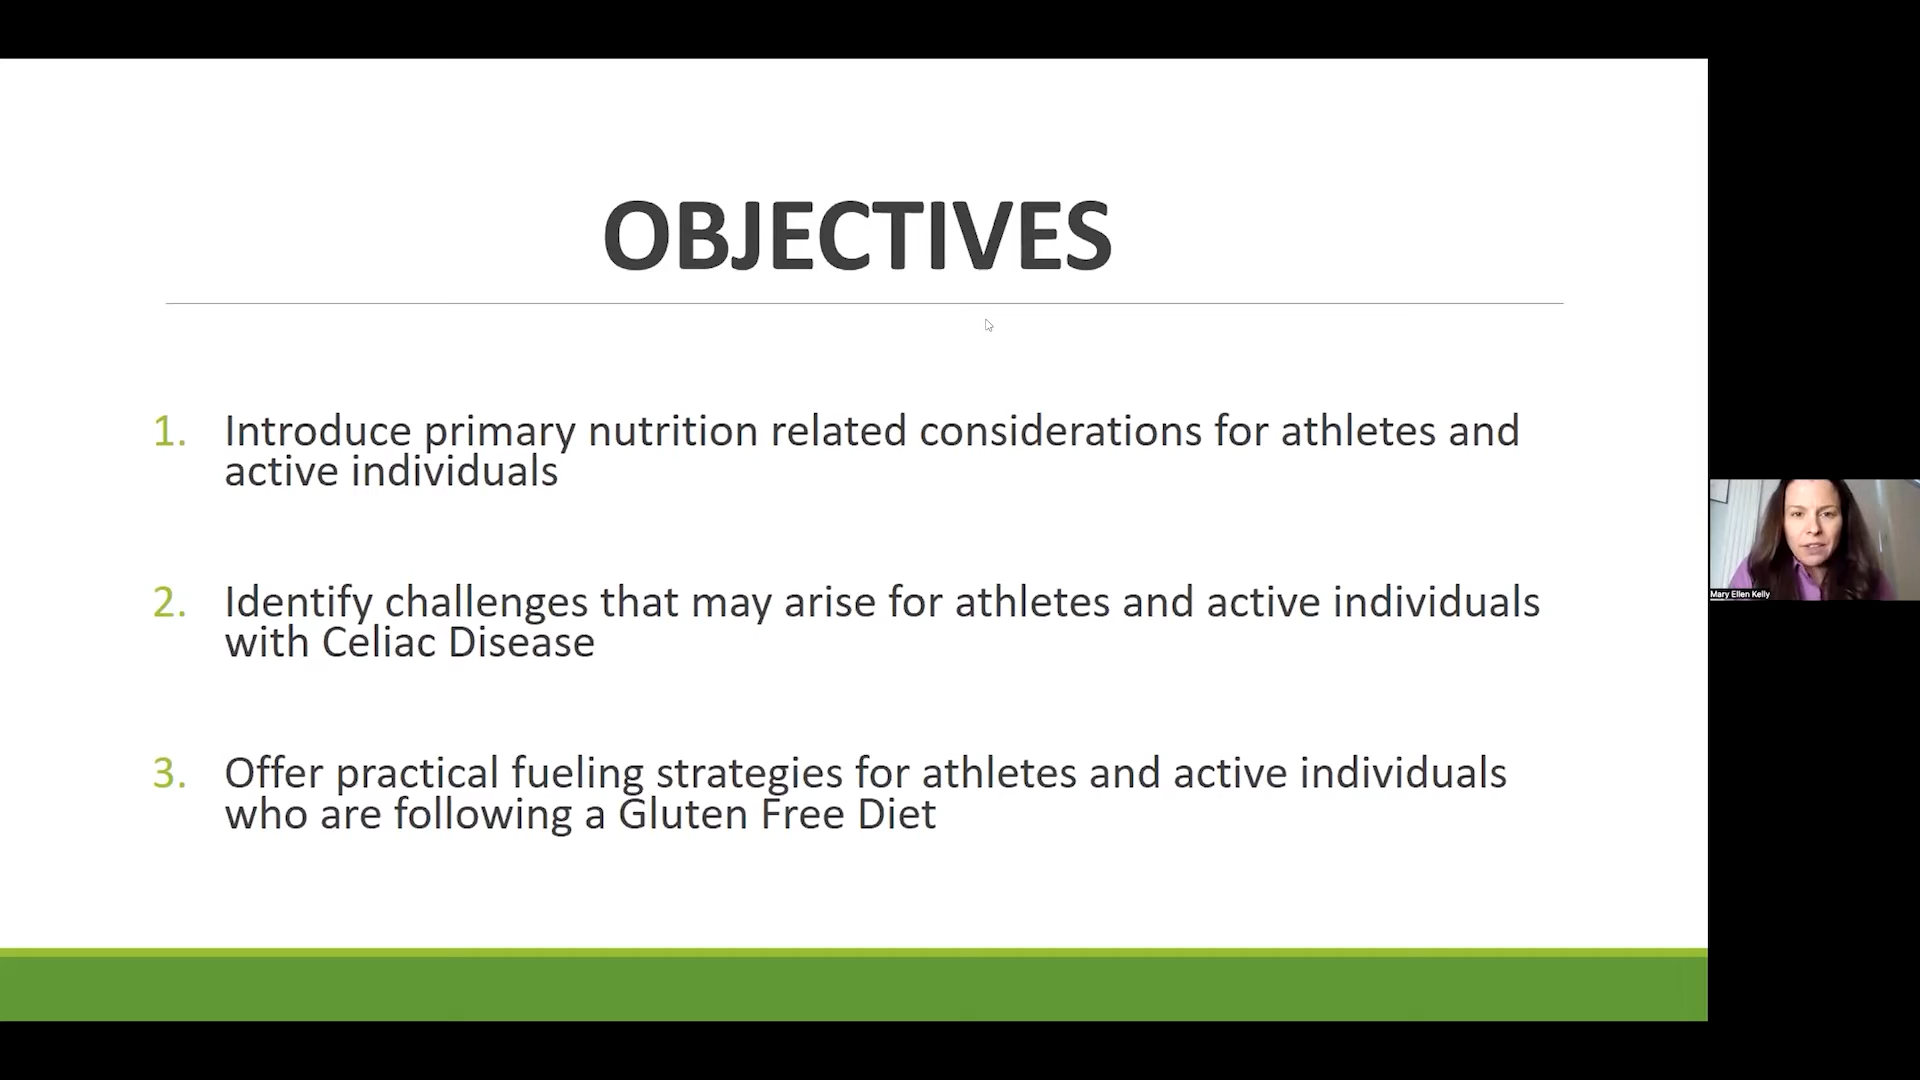 OBJECTIVES
1. Introduce primary nutrition related considerations for athletes and
active individuals
2. Identify challenges that may arise for athletes and active individuals
with Celiac Disease
3. Offer practical fueling strategies for athletes and active individuals
who are following a Gluten Free Diet
Mary Ellen Kelly